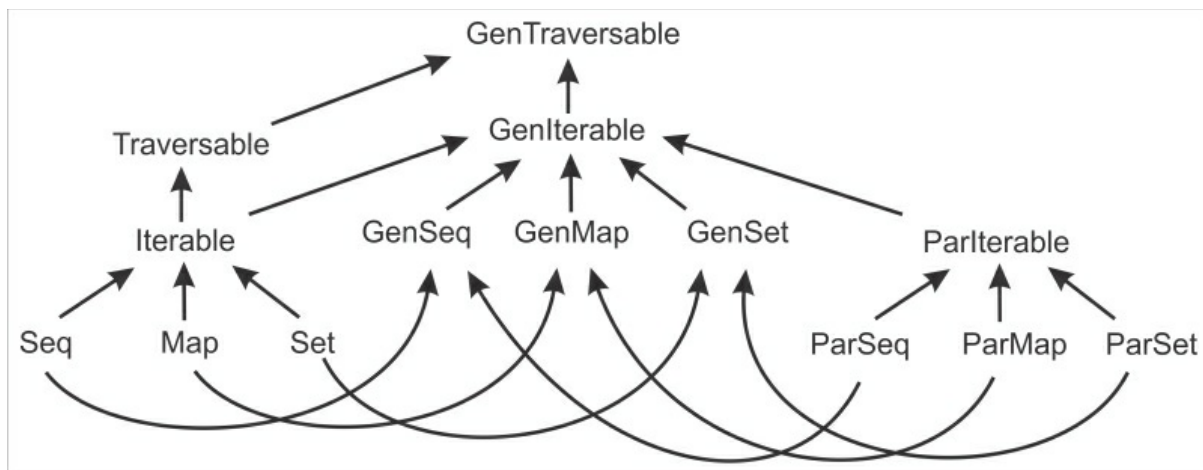 GenTraversable
Traversable GenIterable
Iterable GenSeq GenMap GenSet ParIterable
Seq Map Set ParSeq ParMap ParSet